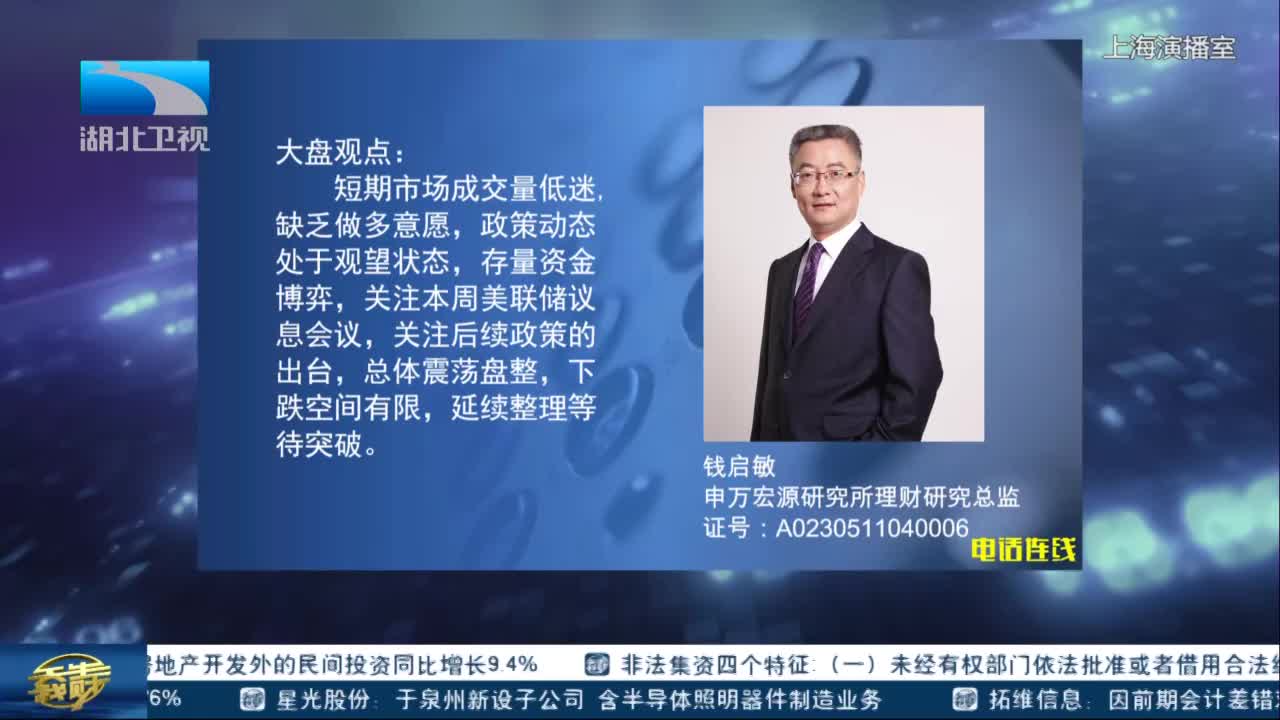 上海演播室
湖北卫视
大盘观点：
短期市场成交量低迷,
缺乏做多意愿，政策动态
处于观望状态，存量资金
博弈，关注本周美联储议
息会议，关注后续政策的
出台，总体震荡盘整，下
跌空间有限，延续整理等
待突破。
钱启敏
申万宏源研究所理财研究总监
证号：A0230511040006
电话连线
地产开发外的民间投资同比增长9.4% 非法集资四个特征：（一）未经有权部门依法批准或者借用合法
6% 星光股份：于泉州新设子公司 含半导体照明器件制造业务 拓维信息：因前期会计差错